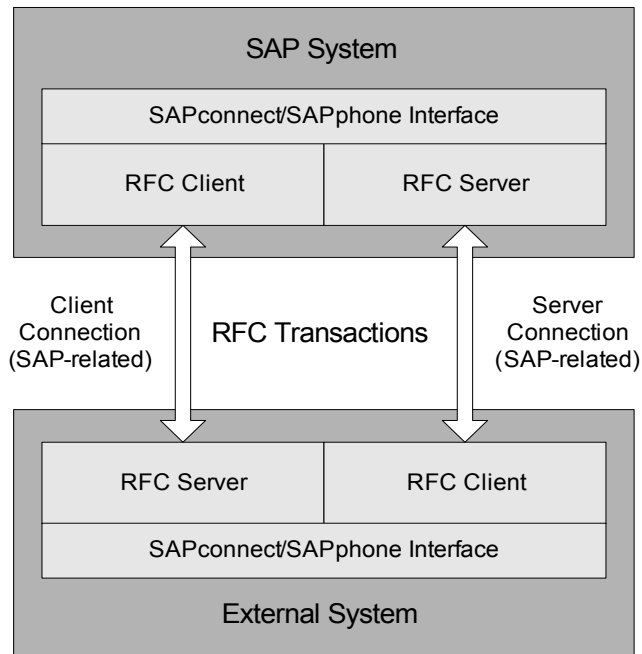 SAP System
SAPconnect/SAPphone Interface
RFC Client
RFC Server
Client
Connection
(SAP-related)
RFC Transactions
Server
Connection
(SAP-related)
RFC Server
RFC Client
SAPconnect/SAPphone Interface
External System